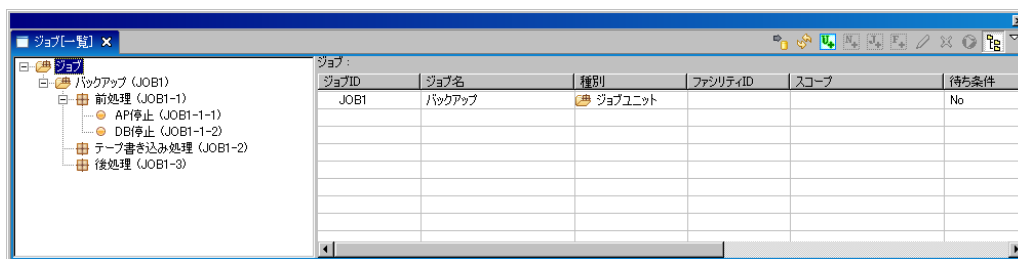 ジョブ[一覧]
ジョブ
バックアップ (JOB1)
前処理 (JOB1-1)
AP停止 (JOB1-1-1)
DB停止 (JOB1-1-2)
テープ書き込み処理 (JOB1-2)
後処理 (JOB1-3)
ジョブ :
ジョブID ジョブ名 種別 ファシリティID スコープ 待ち条件
JOB1 バックアップ ジョブユニット No